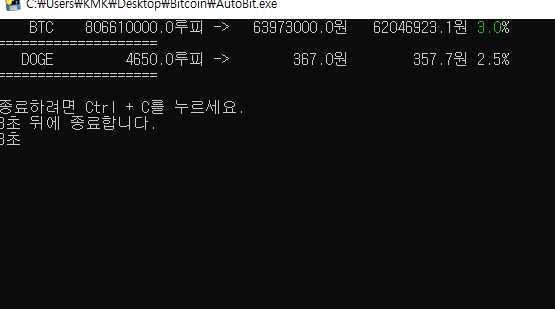 C:\Users\KMK\Desktop\Bitcoin\AutoBit.exe
BTC 806610000.0루피 -> 63973000.0원 62046923.1원 3.0%
====================
DOGE 4650.0루피 -> 367.0원 357.7원 2.5%
====================
종료하려면 Ctrl + C를 누르세요.
3초 뒤에 종료합니다.
3초